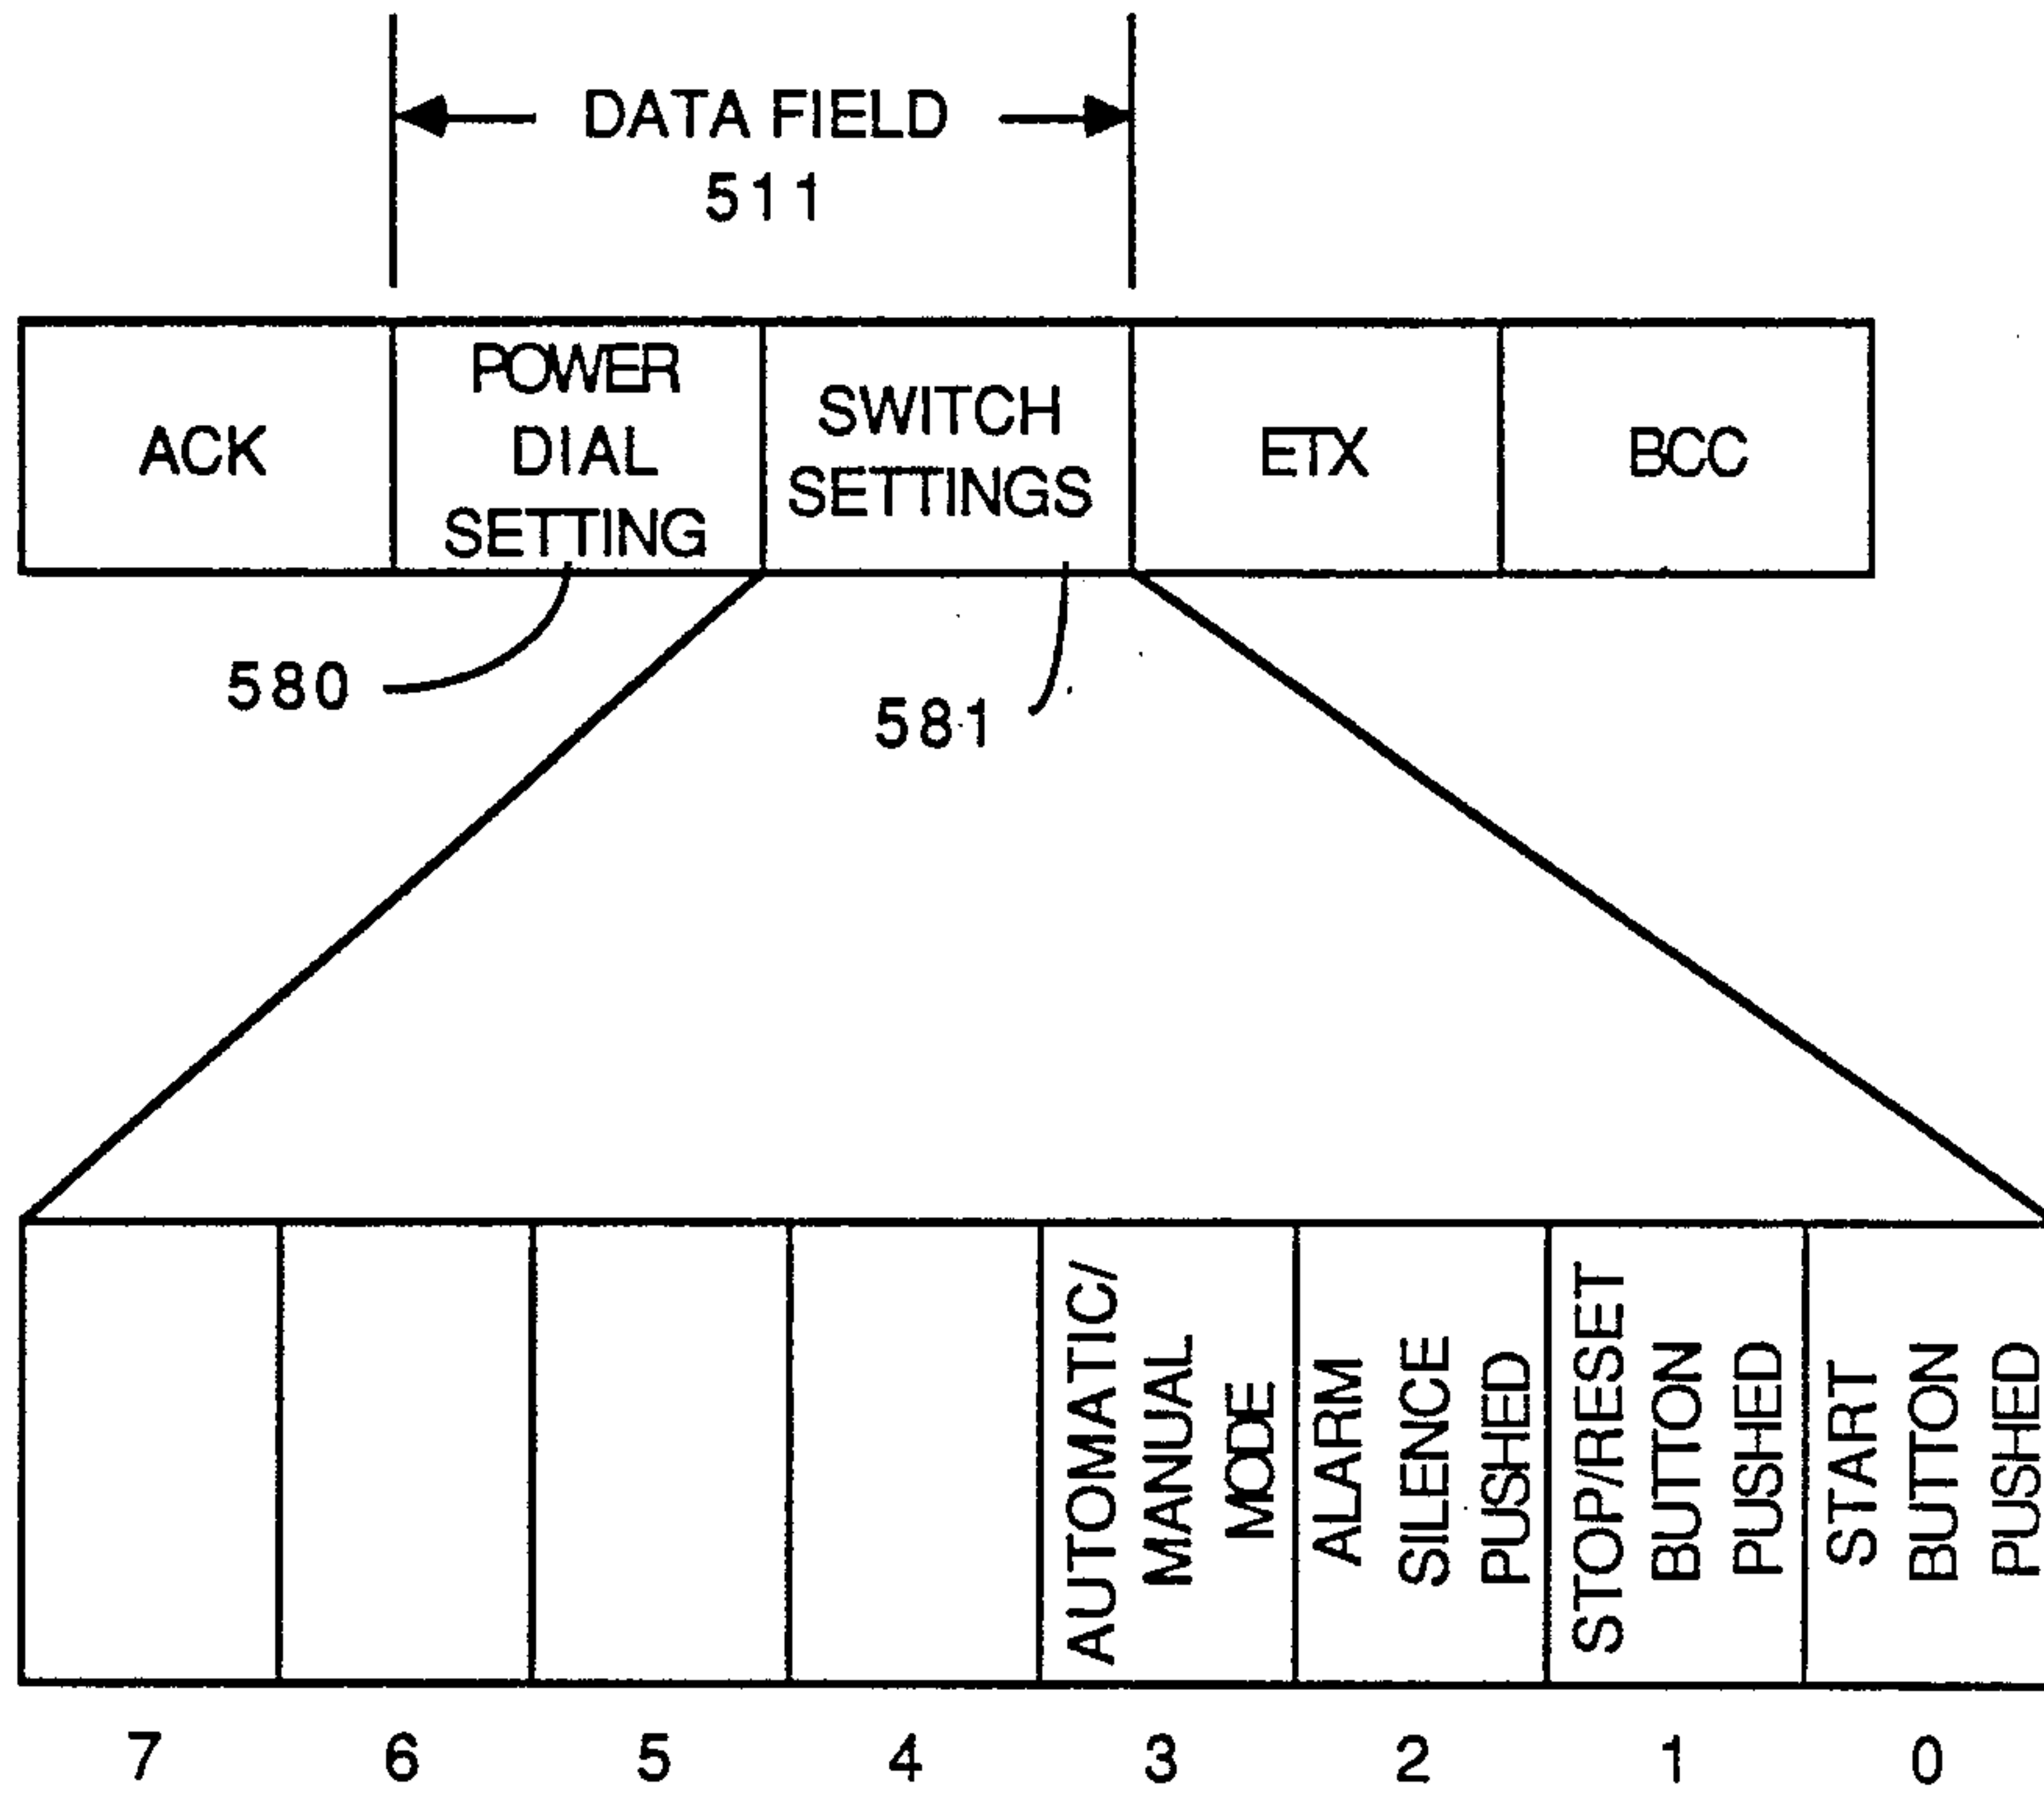 DATA FIELD
511
ACK
POWER
DIAL
SETTING
SWITCH
SETTINGS
ETX
BCC
580
581
AUTOMATIC/
MANUAL
MODE
ALARM
SILENCE
PUSHED
STOP/RESET
BUTTON
PUSHED
START
BUTTON
PUSHED
7 6 5 4 3 2 1 0